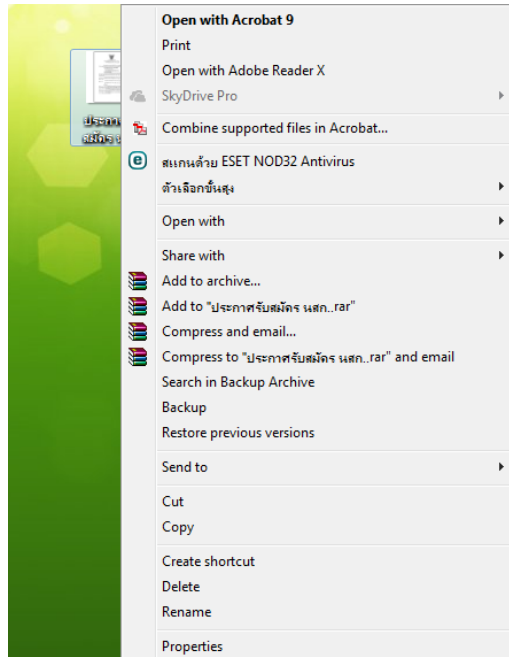 Open with Acrobat 9
Print
Open with Adobe Reader X
SkyDrive Pro
Combine supported files in Acrobat...
สแกนด้วย ESET NOD32 Antivirus
ตัวเลือกขั้นสูง
Open with
Share with
Add to archive...
Add to "ประกาศรับสมัคร นสก..rar"
Compress and email...
Compress to "ประกาศรับสมัคร นสก..rar" and email
Search in Backup Archive
Backup
Restore previous versions
Send to
Cut
Copy
Create shortcut
Delete
Rename
Properties